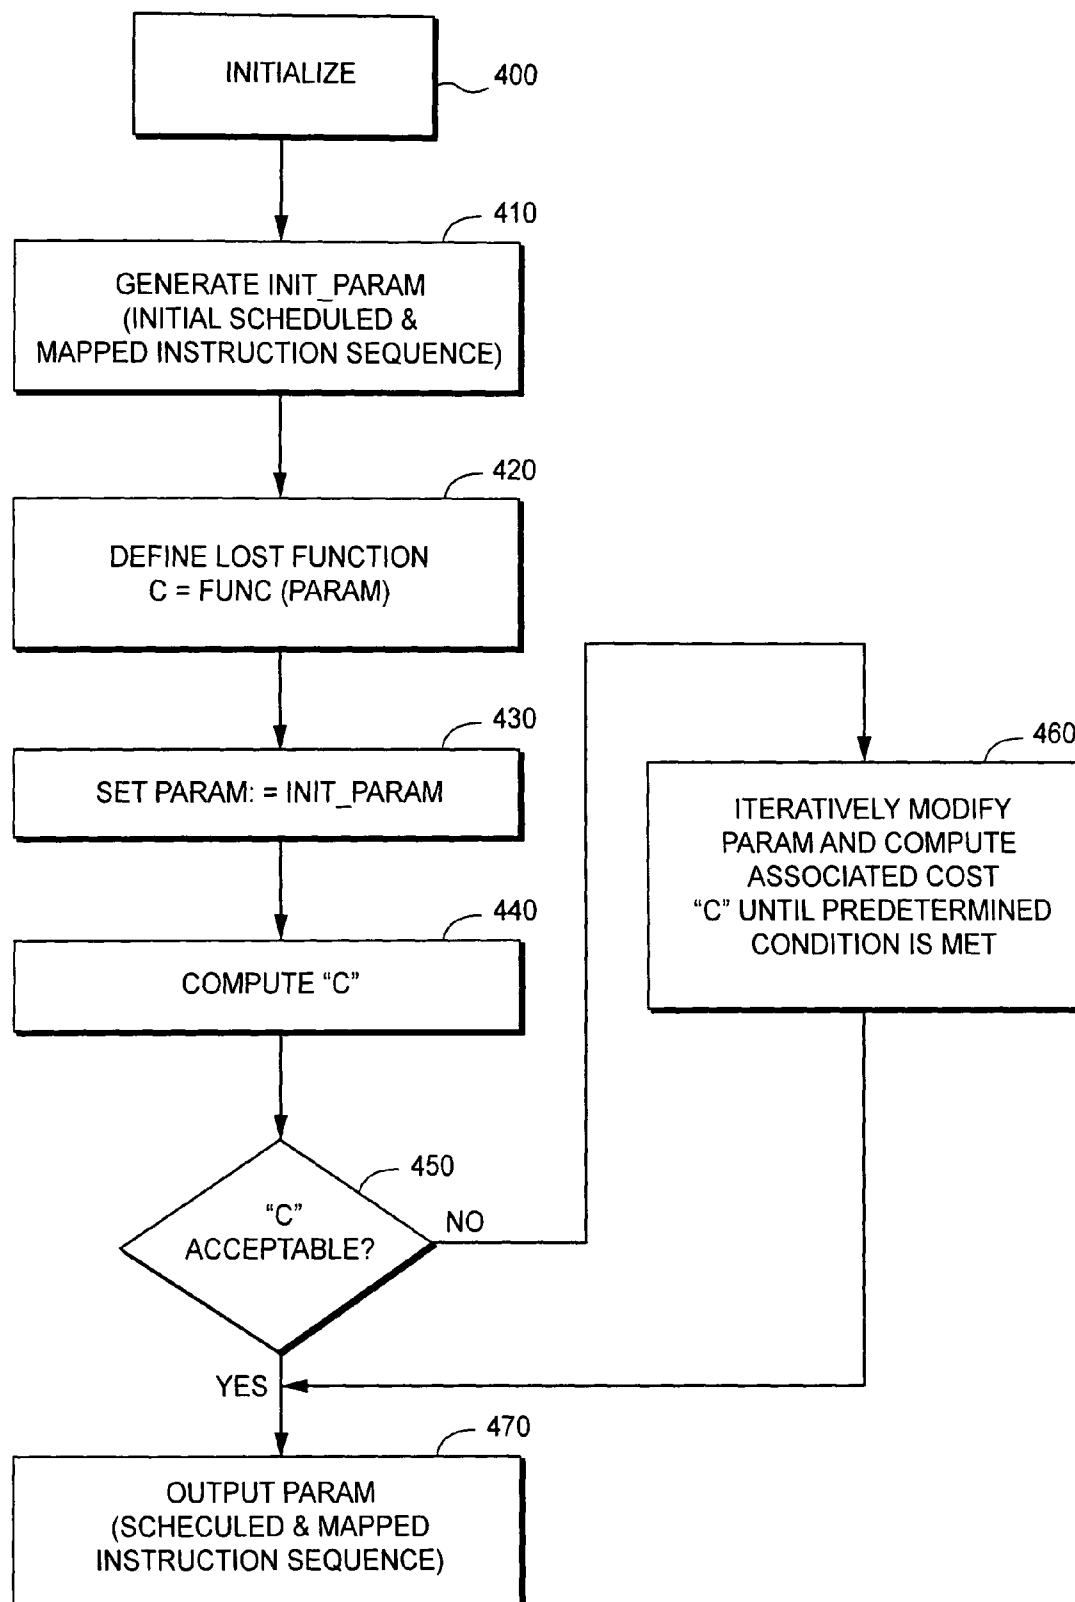 INITIALIZE
400
410
GENERATE INIT_PARAM
(INITIAL SCHEDULED &
MAPPED INSTRUCTION SEQUENCE)
420
DEFINE LOST FUNCTION
C = FUNC (PARAM)
430
SET PARAM: = INIT_PARAM
440
COMPUTE “C”
450
“C”
ACCEPTABLE?
NO
460
ITERATIVELY MODIFY
PARAM AND COMPUTE
ASSOCIATED COST
“C” UNTIL PREDETERMINED
CONDITION IS MET
YES
470
OUTPUT PARAM
(SCHECULED & MAPPED
INSTRUCTION SEQUENCE)